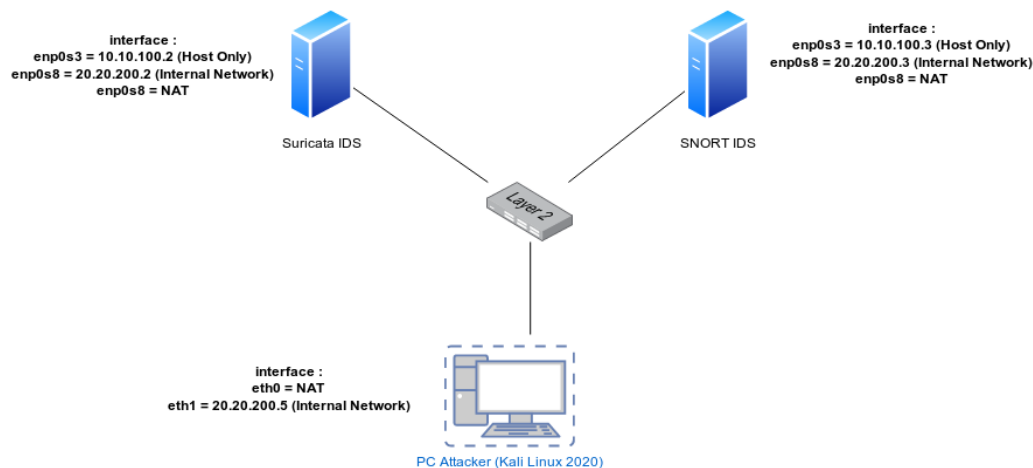 interface :
enp0s3 = 10.10.100.2 (Host Only)
enp0s8 = 20.20.200.2 (Internal Network)
enp0s8 = NAT
Suricata IDS
interface :
enp0s3 = 10.10.100.3 (Host Only)
enp0s8 = 20.20.200.3 (Internal Network)
enp0s8 = NAT
SNORT IDS
Layer 2
interface :
eth0 = NAT
eth1 = 20.20.200.5 (Internal Network)
PC Attacker (Kali Linux 2020)